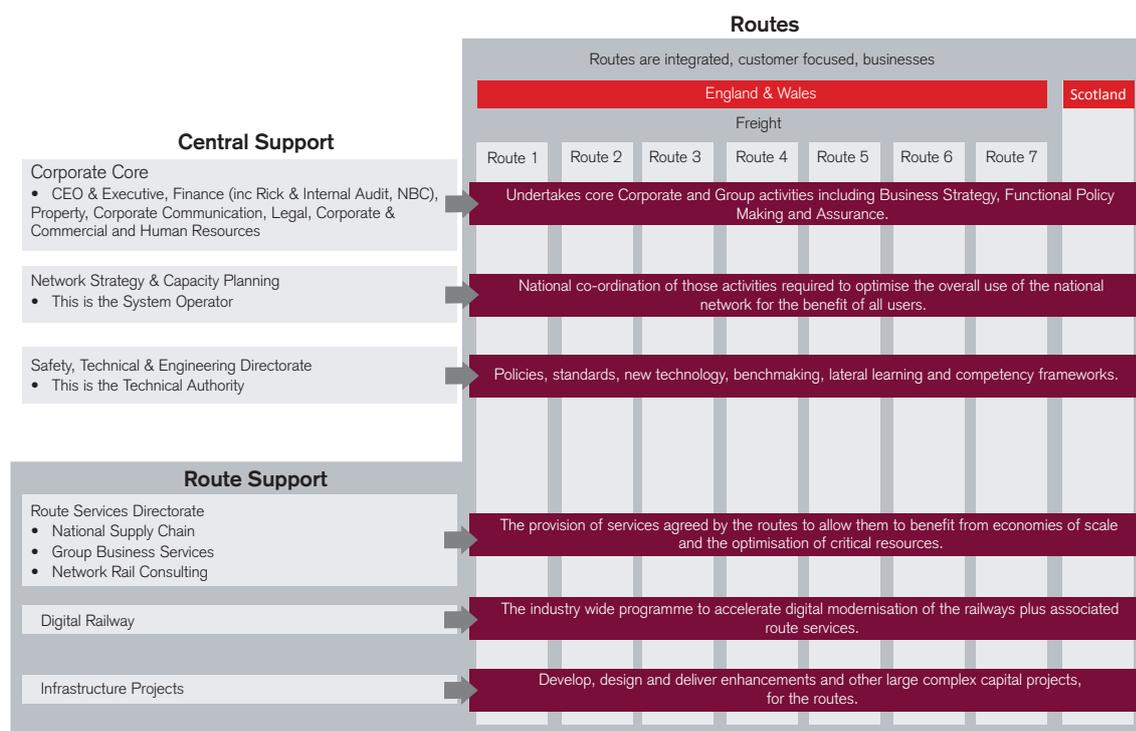 Routes
Routes are integrated, customer focused, businesses
England & Wales
Scotland
Freight
Route 1
Route 2
Route 3
Route 4
Route 5
Route 6
Route 7
Central Support
Corporate Core
• CEO & Executive, Finance (inc Rick & Internal Audit, NBC),
Property, Corporate Communication, Legal, Corporate &
Commercial and Human Resources
Undertakes core Corporate and Group activities including Business Strategy, Functional Policy
Making and Assurance.
Network Strategy & Capacity Planning
• This is the System Operator
National co-ordination of those activities required to optimise the overall use of the national
network for the benefit of all users.
Safety, Technical & Engineering Directorate
• This is the Technical Authority
Policies, standards, new technology, benchmaking, lateral learning and competency frameworks.
Route Support
Route Services Directorate
• National Supply Chain
• Group Business Services
• Network Rail Consulting
The provision of services agreed by the routes to allow them to benefit from economies of scale
and the optimisation of critical resources.
Digital Railway
The industry wide programme to accelerate digital modernisation of the railways plus associated
route services.
Infrastructure Projects
Develop, design and deliver enhancements and other large complex capital projects,
for the routes.